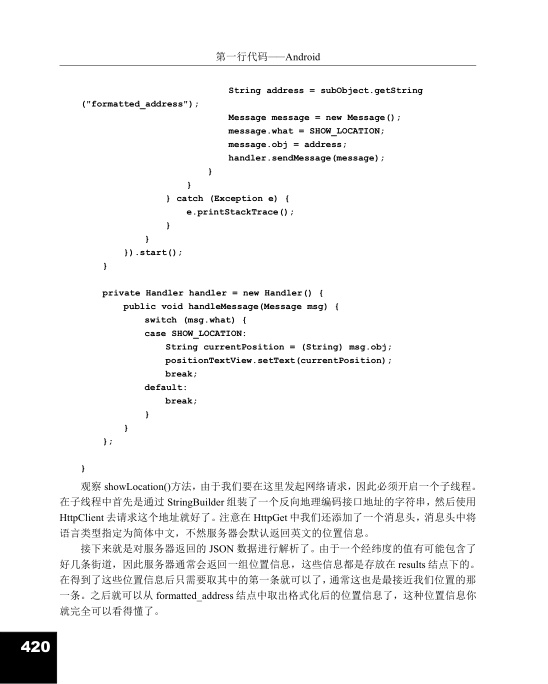 第一行代码——Android
String address = subObject.getString
("formatted_address");
Message message = new Message();
message.what = SHOW_LOCATION;
message.obj = address;
handler.sendMessage(message);
}
}
} catch (Exception e) {
e.printStackTrace();
}
}
}).start();
}
private Handler handler = new Handler() {
public void handleMessage(Message msg) {
switch (msg.what) {
case SHOW_LOCATION:
String currentPosition = (String) msg.obj;
positionTextView.setText(currentPosition);
break;
default:
break;
}
}
};
}
观察 showLocation()方法，由于我们要在这里发起网络请求，因此必须开启一个子线程。
在子线程中首先是通过 StringBuilder 组装了一个反向地理编码接口地址的字符串，然后使用
HttpClient 去请求这个地址就好了。注意在 HttpGet 中我们还添加了一个消息头，消息头中将
语言类型指定为简体中文，不然服务器会默认返回英文的位置信息。
接下来就是对服务器返回的 JSON 数据进行解析了。由于一个经纬度的值有可能包含了
好几条街道，因此服务器通常会返回一组位置信息，这些信息都是存放在 results 结点下的。
在得到了这些位置信息后只需要取其中的第一条就可以了，通常这也是最接近我们位置的那
一条。之后就可以从 formatted_address 结点中取出格式化后的位置信息了，这种位置信息你
就完全可以看得懂了。
420